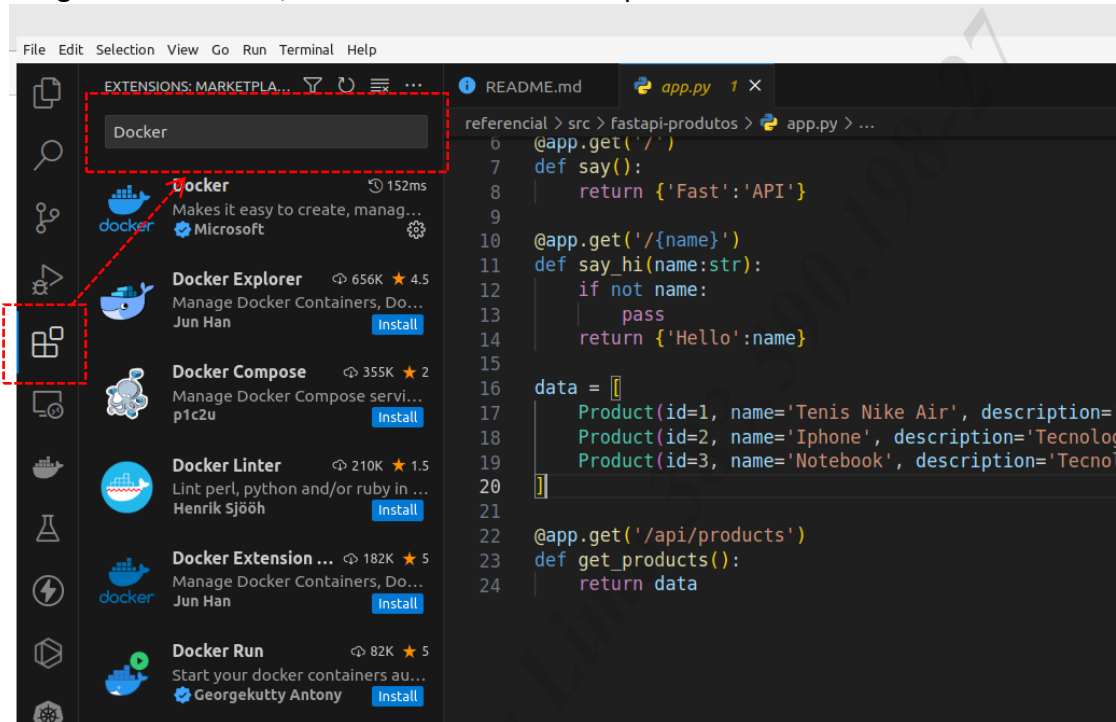 File Edit Selection View Go Run Terminal Help
EXTENSIONS: MARKETPLA... ...
Docker
Docker 152ms
Makes it easy to create, manag...
Microsoft
docker
Docker Explorer 656K ★ 4.5
Manage Docker Containers, Do...
Jun Han Install
Docker Compose 355K ★ 2
Manage Docker Compose servi...
p1c2u Install
Docker Linter 210K ★ 1.5
Lint perl, python and/or ruby in ...
Henrik Sjööh Install
Docker Extension ... 182K ★ 5
Manage Docker Containers, Do...
docker
Jun Han Install
Docker Run 82K ★ 5
Start your docker containers au...
Georgekutty Antony Install
README.md app.py 1 ×
referencial > src > fastapi-produtos > app.py > ...
6 @app.get('/')
7 def say():
8 return {'Fast':'API'}
9
10 @app.get('/{name}')
11 def say_hi(name:str):
12 if not name:
13 pass
14 return {'Hello':name}
15
16 data = [
17 Product(id=1, name='Tenis Nike Air', description=
18 Product(id=2, name='Iphone', description='Tecnolog
19 Product(id=3, name='Notebook', description='Tecnol
20 ]
21
22 @app.get('/api/products')
23 def get_products():
24 return data